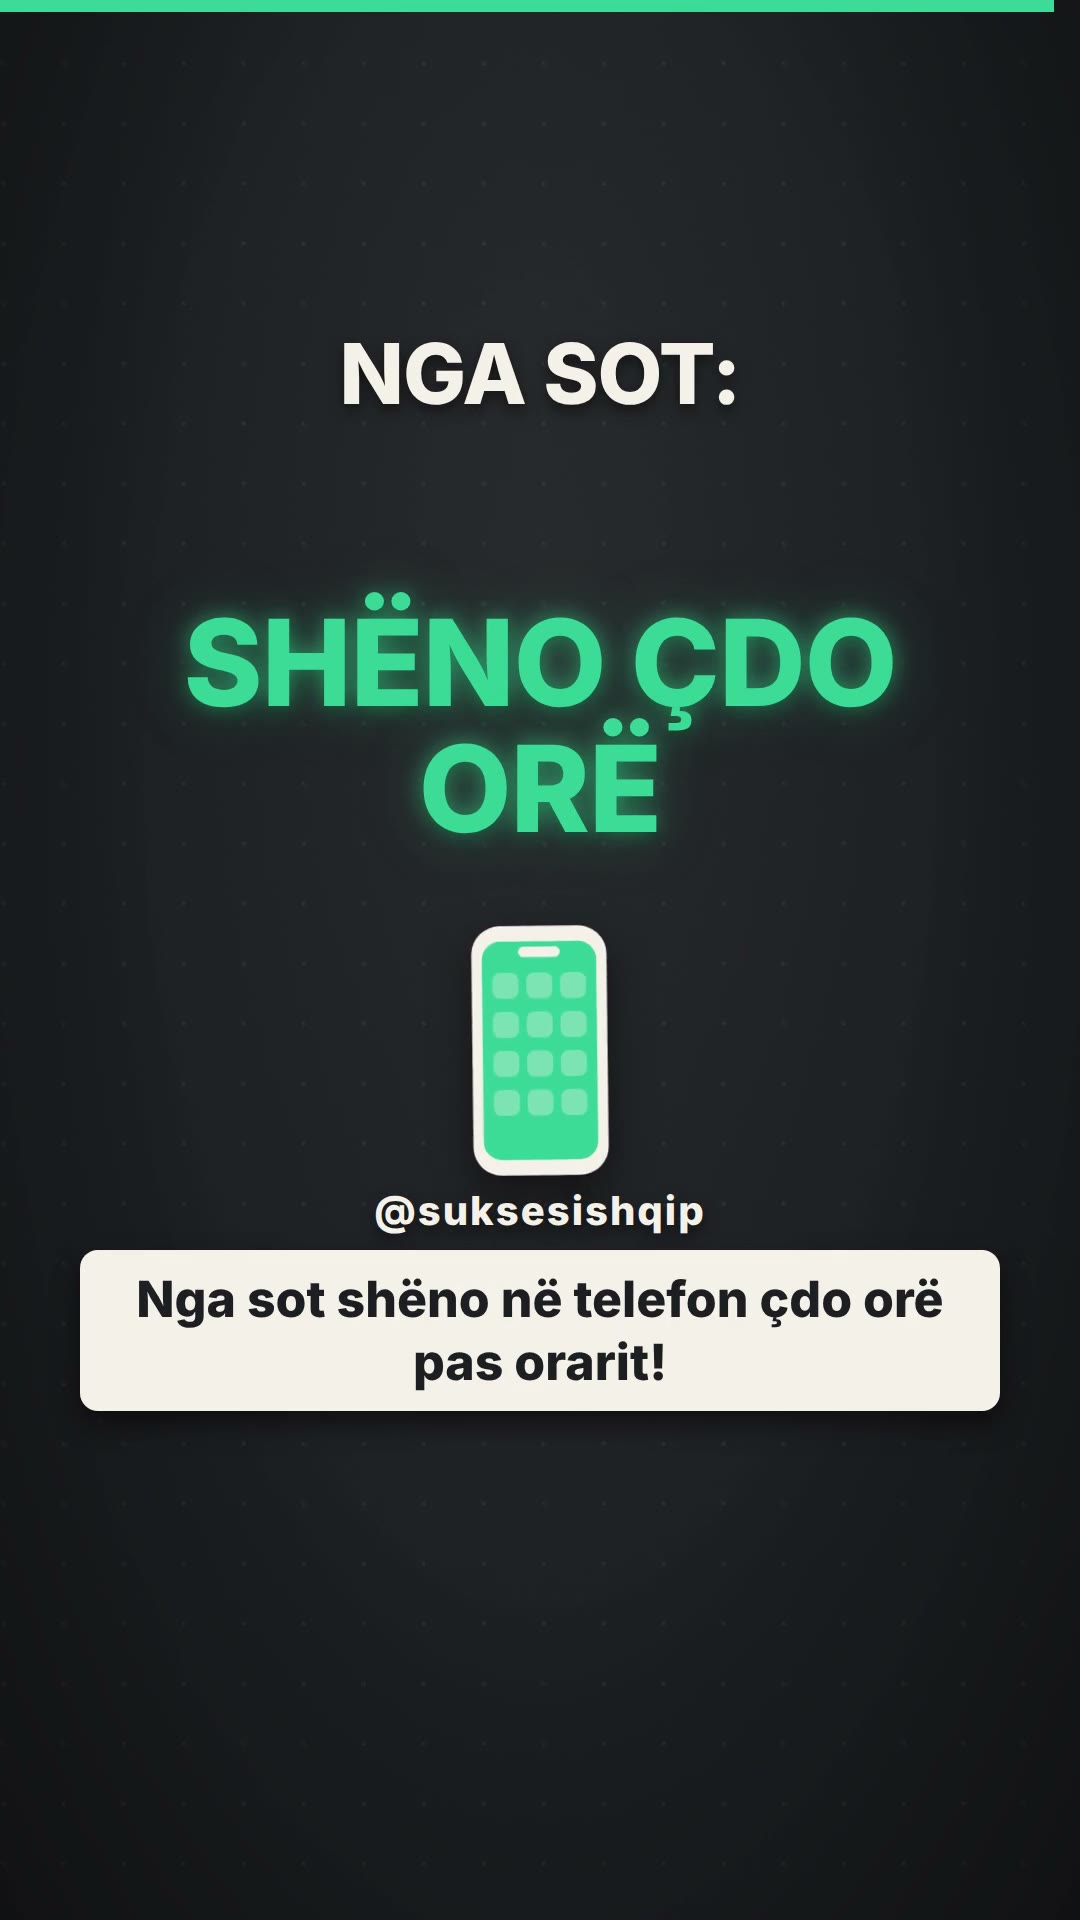 NGA SOT:
SHËNO ÇDO
ORË
@suksesishqip
Nga sot shëno në telefon çdo orë
pas orarit!